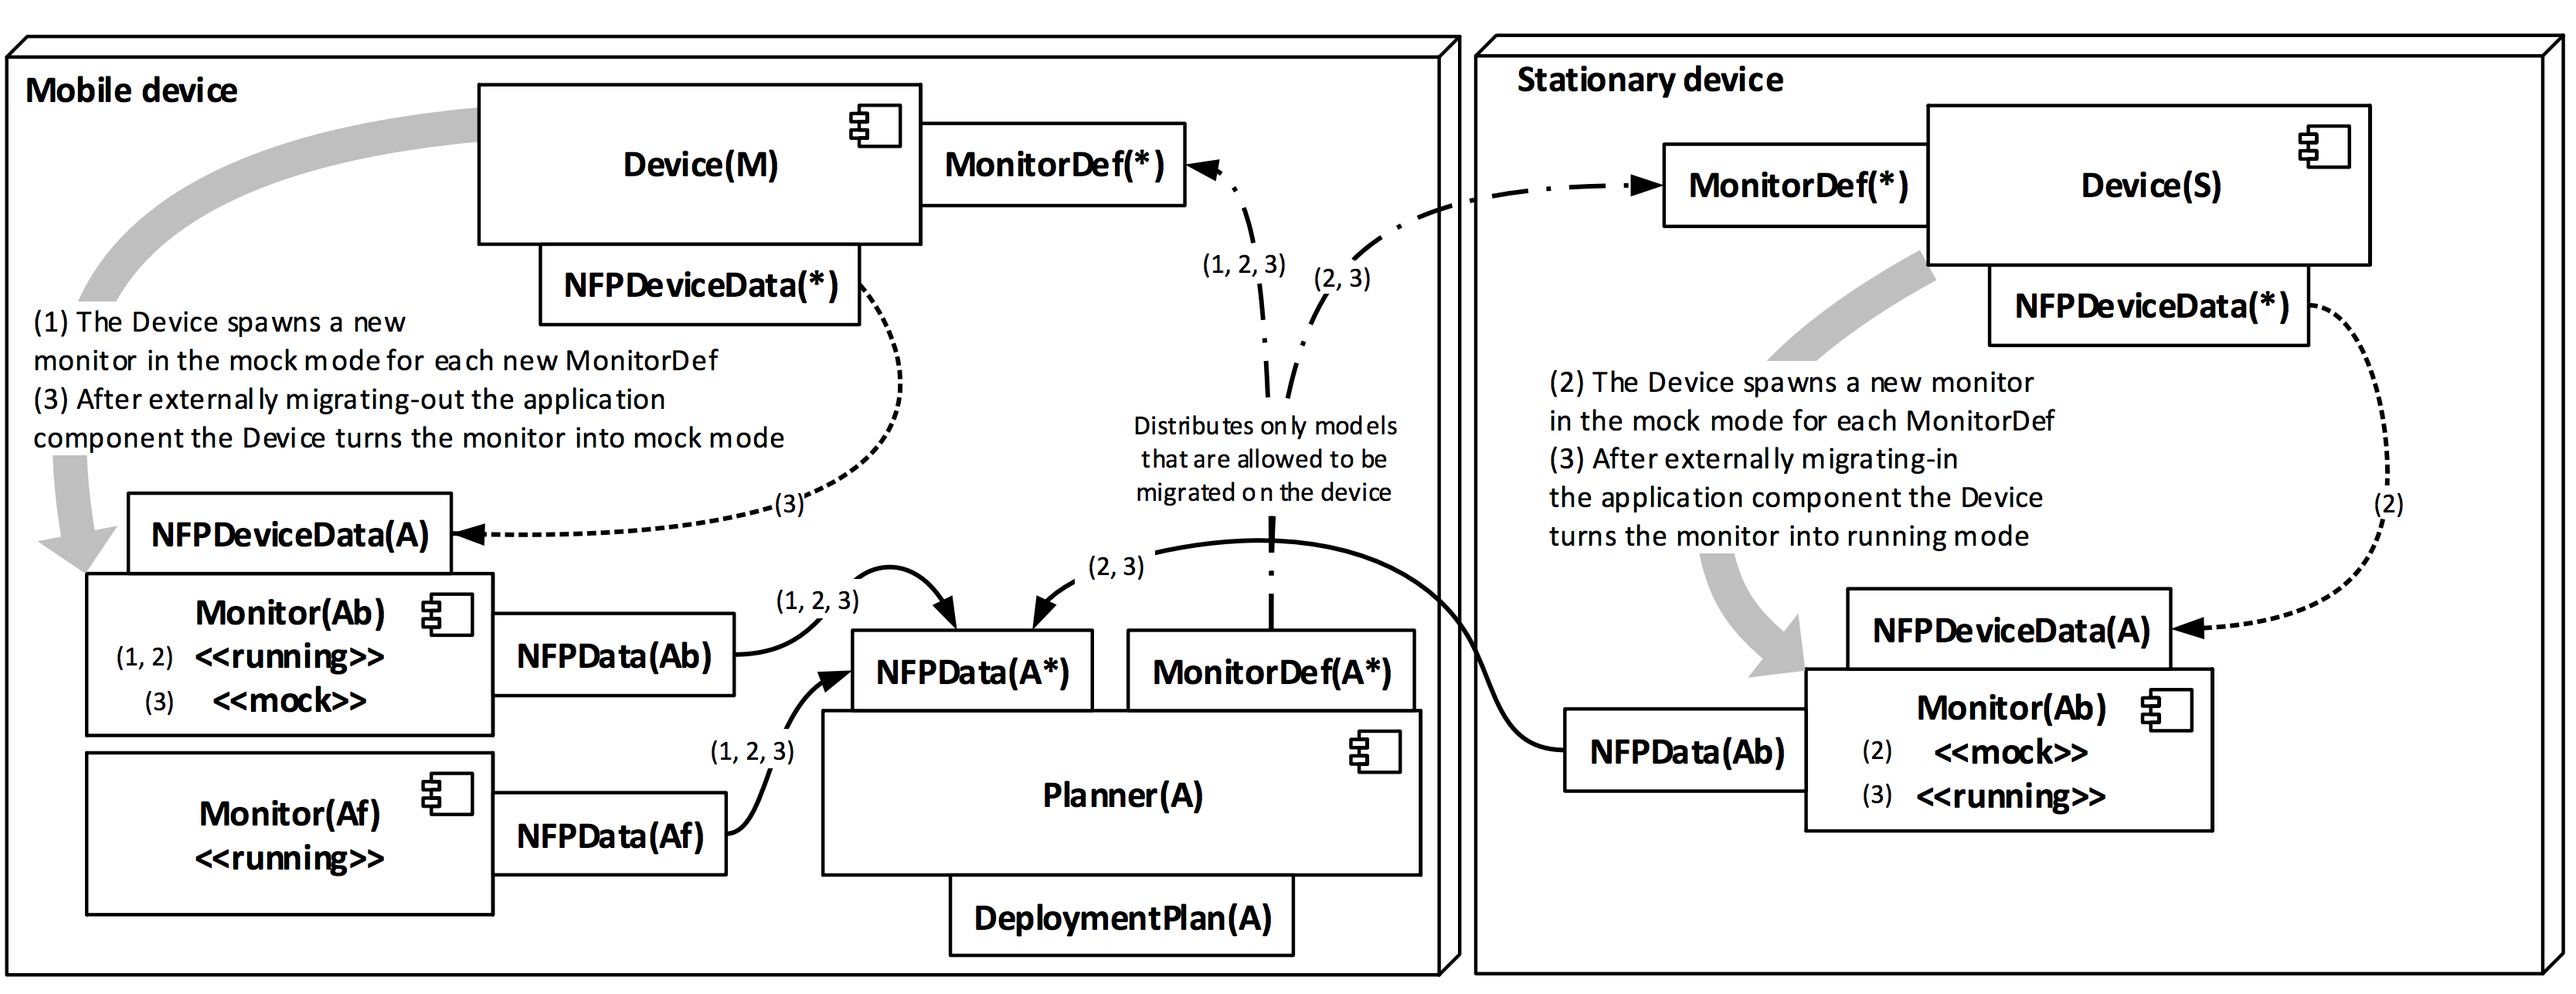 Mobile device
Device(M)
MonitorDef(*)
NFPDeviceData(*)
(1) The Device spawns a new
monitor in the mock mode for each new MonitorDef
(3) After externally migrating-out the application
component the Device turns the monitor into mock mode
(3)
NFPDeviceData(A)
Monitor(Ab)
(1, 2) <<running>>
(3) <<mock>>
NFPData(Ab)
(1, 2, 3)
Monitor(Af)
<<running>>
NFPData(Af)
(1, 2, 3)
(1, 2, 3)
(2, 3)
Distributes only models
that are allowed to be
migrated on the device
(2, 3)
NFPData(A*)
MonitorDef(A*)
Planner(A)
DeploymentPlan(A)
Stationary device
MonitorDef(*)
Device(S)
NFPDeviceData(*)
(2) The Device spawns a new monitor
in the mock mode for each MonitorDef
(3) After externally migrating-in
the application component the Device
turns the monitor into running mode
(2)
NFPDeviceData(A)
NFPData(Ab)
Monitor(Ab)
(2) <<mock>>
(3) <<running>>